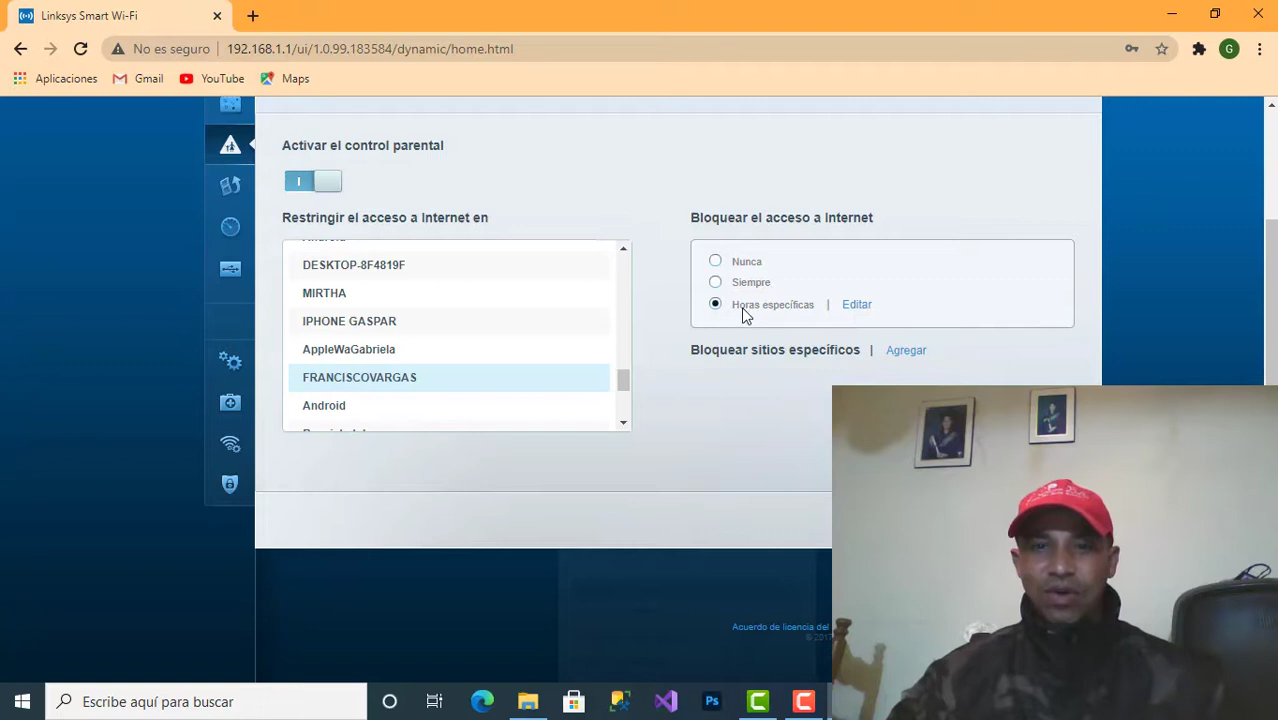 Linksys Smart Wi-Fi
No es seguro
192.168.1.1/ui/1.0.99.183584/dynamic/home.html
G
Aplicaciones
Gmail
YouTube
Maps
Activar el control parental
I
Restringir el acceso a Internet en
Bloquear el acceso a Internet
Android
DESKTOP-8F4819F
MIRTHA
IPHONE GASPAR
AppleWaGabriela
FRANCISCOVARGAS
Android
Nunca
Siempre
Horas específicas | Editar
Bloquear sitios específicos | Agregar
Acuerdo de licencia del
Escribe aquí para buscar
Ps